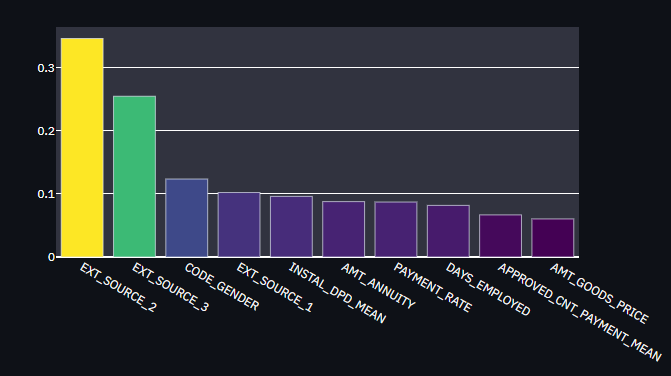 0.3
0.2
0.1
0
EXT_SOURCE_2
EXT_SOURCE_3
CODE_GENDER
EXT_SOURCE_1
INSTAL_DPD_MEAN
AMT_ANNUITY
PAYMENT_RATE
DAYS_EMPLOYED
APPROVED_CNT_PAYMENT_MEAN
AMT_GOODS_PRICE